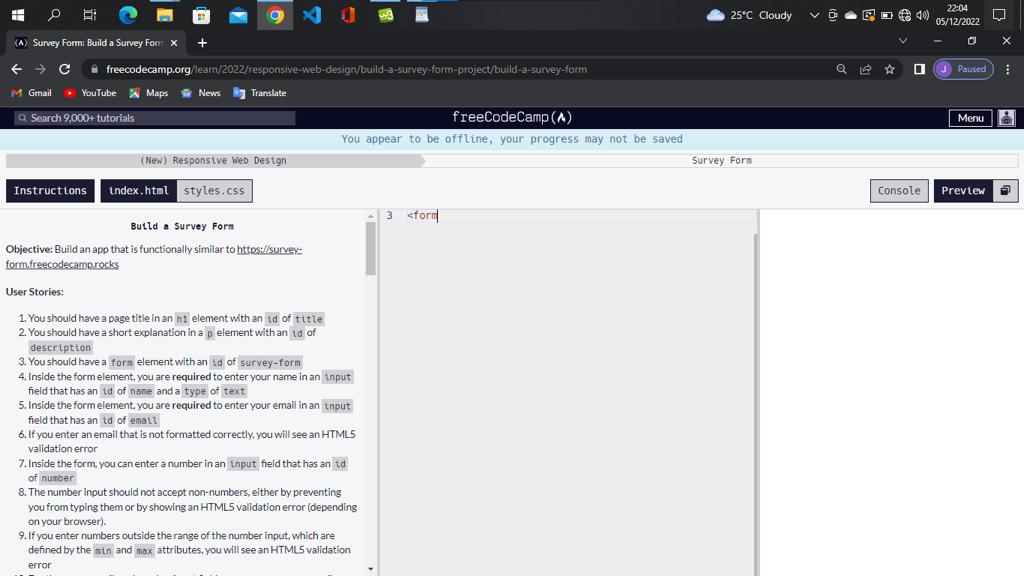 25°C Cloudy
22:04
05/12/2022
Survey Form: Build a Survey Form
freecodecamp.org/learn/2022/responsive-web-design/build-a-survey-form-project/build-a-survey-form
J Paused
Gmail YouTube Maps News Translate
Search 9,000+ tutorials
freeCodeCamp
Menu
You appear to be offline, your progress may not be saved
(New) Responsive Web Design
Survey Form
Instructions index.html styles.css
Console Preview
Build a Survey Form
3 <form
Objective: Build an app that is functionally similar to https://survey-
form.freecodecamp.rocks
User Stories:
1. You should have a page title in an h1 element with an id of title
2. You should have a short explanation in a p element with an id of
description
3. You should have a form element with an id of survey-form
4. Inside the form element, you are required to enter your name in an input
field that has an id of name and a type of text
5. Inside the form element, you are required to enter your email in an input
field that has an id of email
6. If you enter an email that is not formatted correctly, you will see an HTML5
validation error
7. Inside the form, you can enter a number in an input field that has an id
of number
8. The number input should not accept non-numbers, either by preventing
you from typing them or by showing an HTML5 validation error (depending
on your browser).
9. If you enter numbers outside the range of the number input, which are
defined by the min and max attributes, you will see an HTML5 validation
error